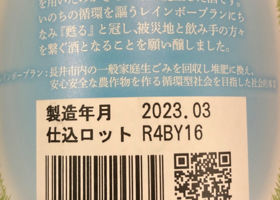 を用いた
いのちの循環を謳うレインボープランにち
なみ『甦る』と冠し、被災地と飲み手の方々
を繋ぐ酒となることを願い醸しました。
レインボープラン：長井市内の一般家庭生ごみを回収し堆肥に換え、
安心安全な農作物を作る循環型社会を目指した社会的
製造年月 2023.03
仕込ロット R4BY16